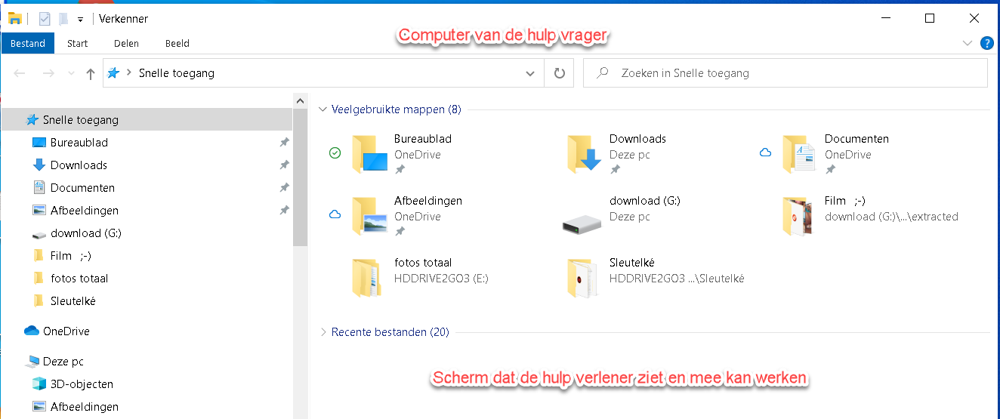 Verkenner
Computer van de hulp vrager
Bestand Start Delen Beeld
Snelle toegang
Zoeken in Snelle toegang
Snelle toegang
Bureaublad
Downloads
Documenten
Afbeeldingen
download (G:)
Film ;-)
fotos totaal
Sleutelké
OneDrive
Deze pc
3D-objecten
Afbeeldingen
Veelgebruikte mappen (8)
Bureaublad
OneDrive
Downloads
Deze pc
Documenten
OneDrive
Afbeeldingen
OneDrive
download (G:)
Deze pc
Film ;-)
download (G:)\...\extracted
fotos totaal
HDDRIVE2GO3 (E:)
Sleutelké
HDDRIVE2GO3 ...\Sleutelké
Recente bestanden (20)
Scherm dat de hulp verlener ziet en mee kan werken